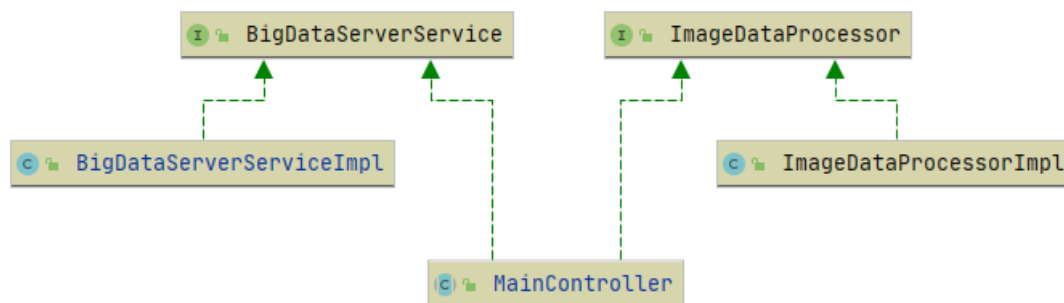 I BigDataServerService
I ImageDataProcessor
C BigDataServerServiceImpl
C ImageDataProcessorImpl
C MainController